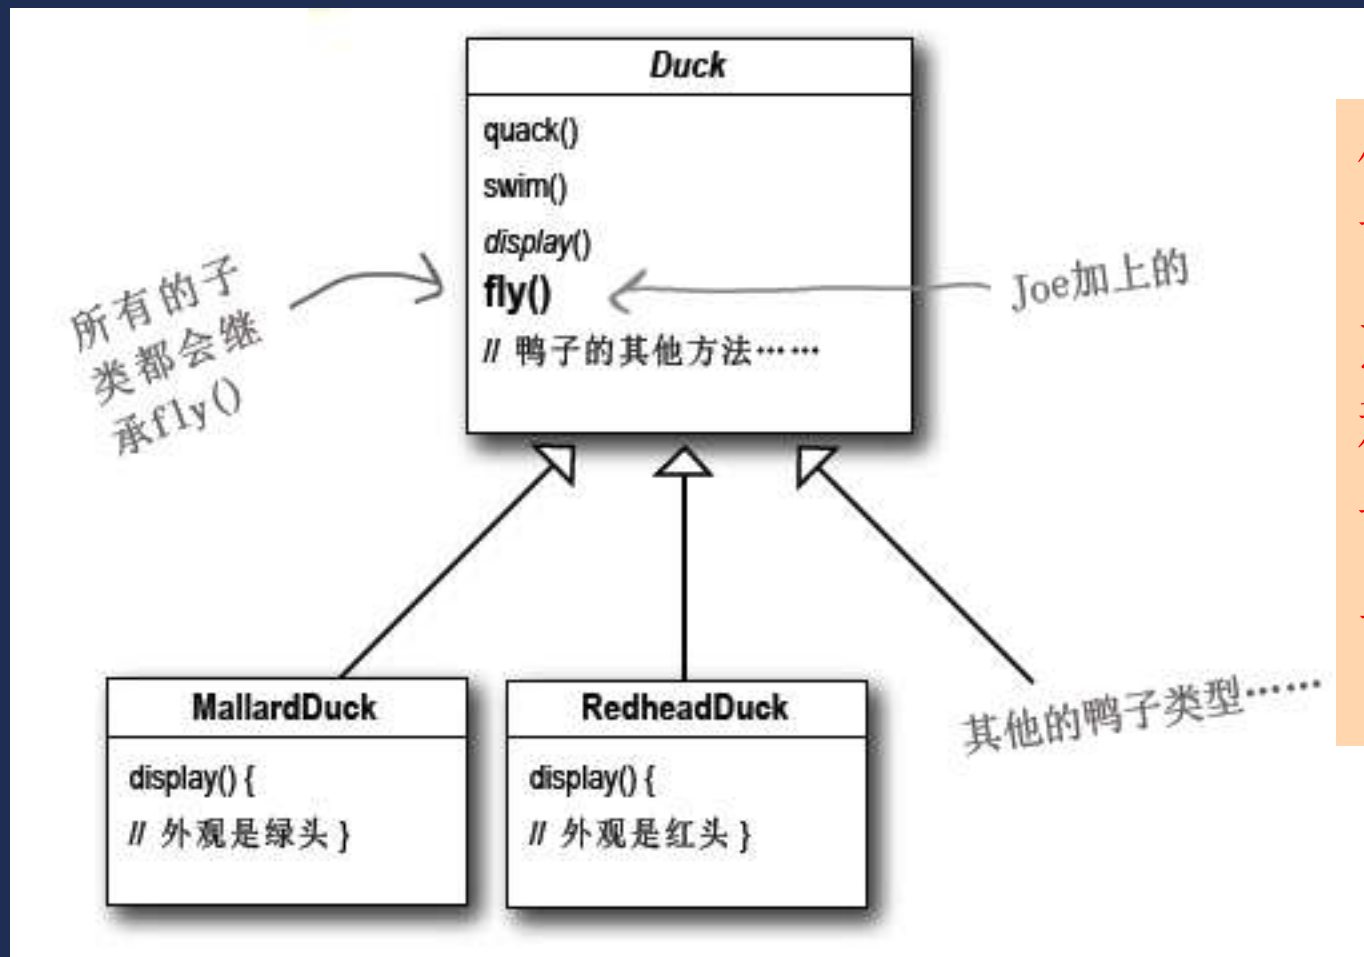 Duck
quack()
swim()
display()
fly()
// 鸭子的其他方法……
所有的子
类都会继
承fly()
Joe加上的
MallardDuck
display() {
// 外观是绿头 }
RedheadDuck
display() {
// 外观是红头 }
其他的鸭子类型……